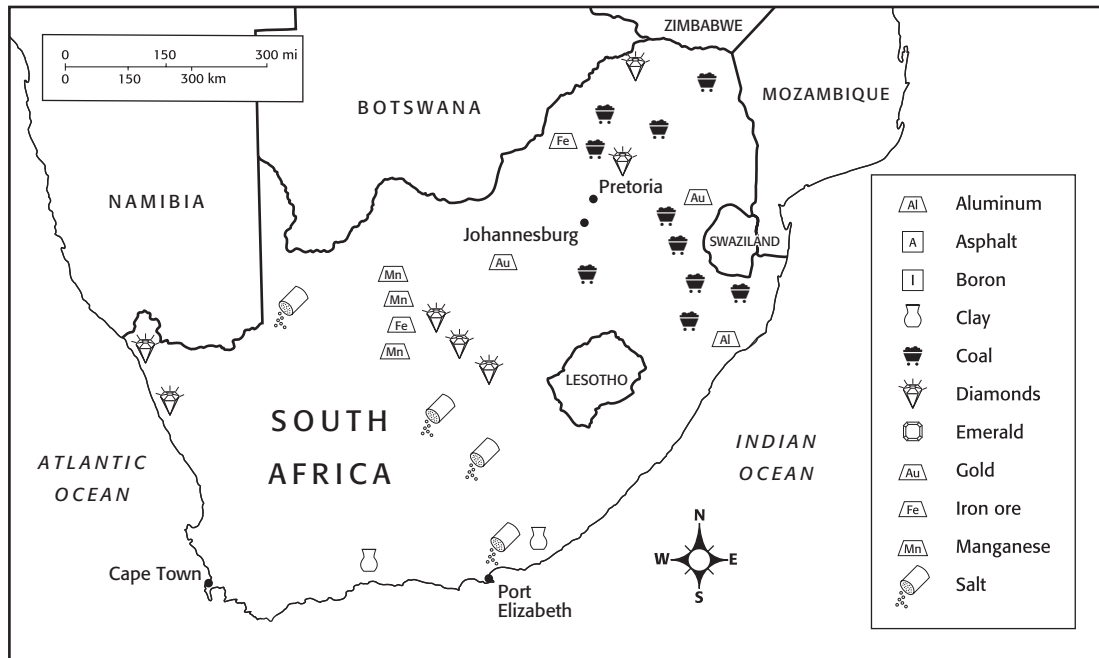 ZIMBABWE
0 150 300 mi
0 150 300 km
BOTSWANA
MOZAMBIQUE
Fe
NAMIBIA
Pretoria
Au
Johannesburg
SWAZILAND
Au
Mn
Mn
Fe
Mn
Al
LESOTHO
SOUTH
AFRICA
ATLANTIC
OCEAN
INDIAN
OCEAN
N
W E
S
Cape Town
Port
Elizabeth
Al Aluminum
A Asphalt
I Boron
Clay
Coal
Diamonds
Emerald
Au Gold
Fe Iron ore
Mn Manganese
Salt